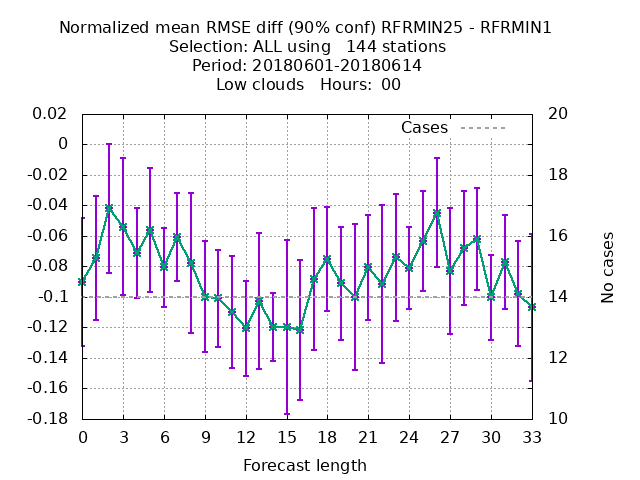 Normalized mean RMSE diff (90% conf) RFRMIN25 - RFRMIN1
Selection: ALL using   144 stations
Period: 20180601-20180614
Low clouds   Hours:  00
Cases
0.02
0
-0.02
-0.04
-0.06
-0.08
-0.1
-0.12
-0.14
-0.16
-0.18
20
18
16
14
12
10
No cases
0 3 6 9 12 15 18 21 24 27 30 33
Forecast length